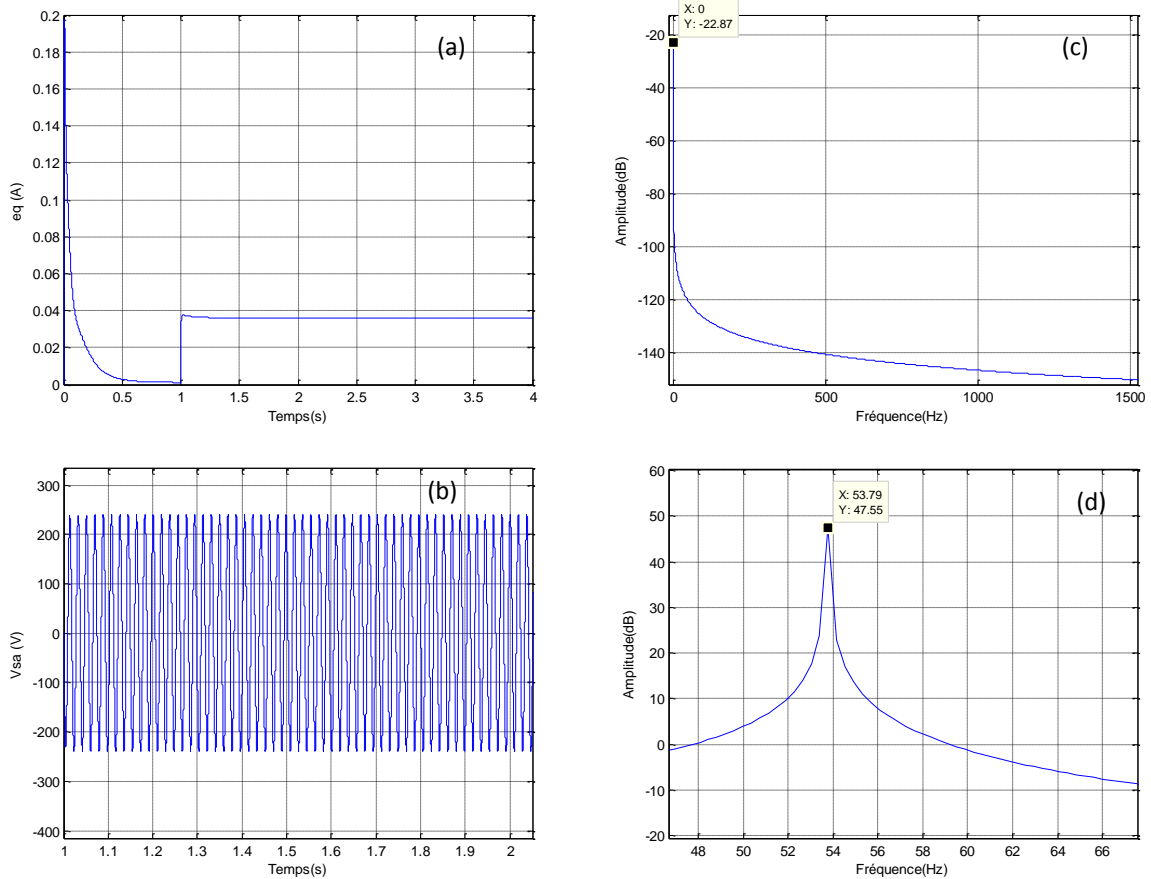 (a)
0.2
0.18
0.16
0.14
0.12
0.1
0.08
0.06
0.04
0.02
0
eq (A)
0 0.5 1 1.5 2 2.5 3 3.5 4
Temps(s)
X: 0
Y: -22.87
(c)
-20
-40
-60
-80
-100
-120
-140
Amplitude(dB)
0 500 1000 1500
Fréquence(Hz)
(b)
300
200
100
0
-100
-200
-300
-400
Vsa (V)
1 1.1 1.2 1.3 1.4 1.5 1.6 1.7 1.8 1.9 2
Temps(s)
X: 53.79
Y: 47.55
(d)
60
50
40
30
20
10
0
-10
-20
Amplitude(dB)
48 50 52 54 56 58 60 62 64 66
Fréquence(Hz)